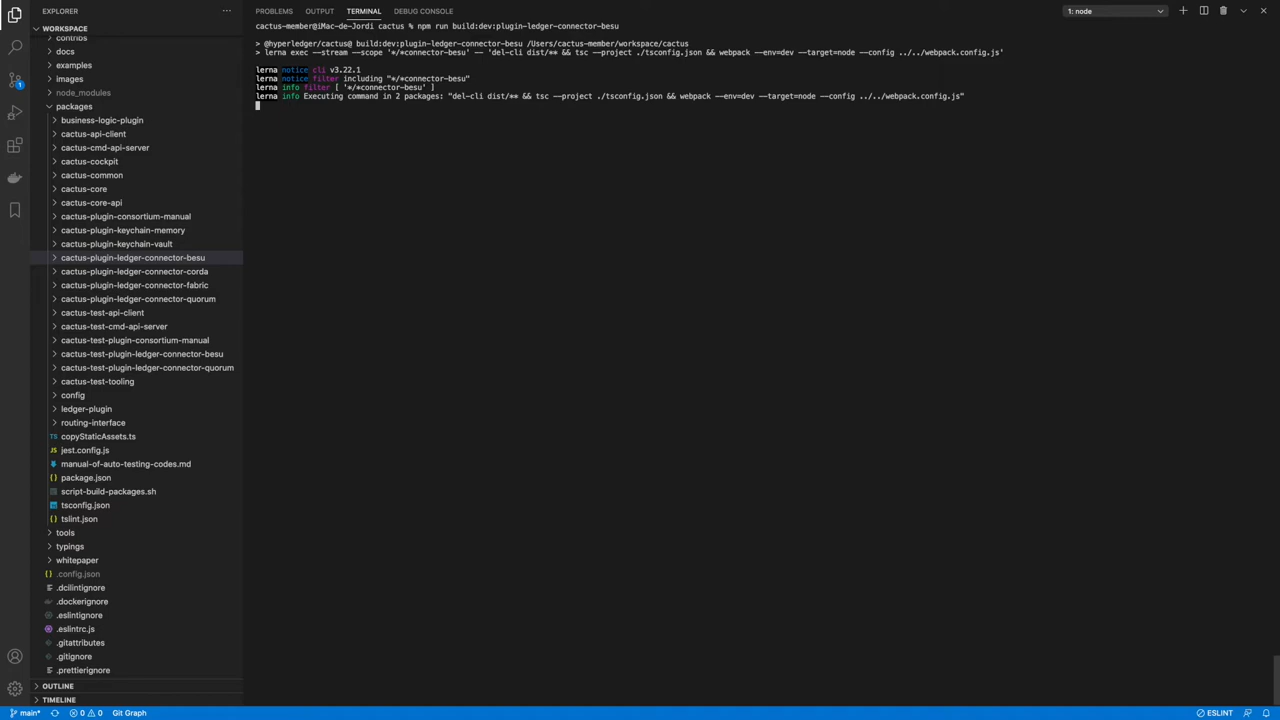 EXPLORER
WORKSPACE
contribs
docs
examples
images
node_modules
packages
business-logic-plugin
cactus-api-client
cactus-cmd-api-server
cactus-cockpit
cactus-common
cactus-core
cactus-core-api
cactus-plugin-consortium-manual
cactus-plugin-keychain-memory
cactus-plugin-keychain-vault
cactus-plugin-ledger-connector-besu
cactus-plugin-ledger-connector-corda
cactus-plugin-ledger-connector-fabric
cactus-plugin-ledger-connector-quorum
cactus-test-api-client
cactus-test-cmd-api-server
cactus-test-plugin-consortium-manual
cactus-test-plugin-ledger-connector-besu
cactus-test-plugin-ledger-connector-quorum
cactus-test-tooling
config
ledger-plugin
routing-interface
TS copyStaticAssets.ts
JS jest.config.js
manual-of-auto-testing-codes.md
{} package.json
script-build-packages.sh
tsconfig.json
{} tslint.json
tools
typings
whitepaper
{} .config.json
.dcilintignore
.dockerignore
.eslintignore
.eslintrc.js
.gitattributes
.gitignore
.prettierignore
OUTLINE
TIMELINE
PROBLEMS OUTPUT TERMINAL DEBUG CONSOLE 1: node
cactus-member@iMac-de-Jordi cactus % npm run build:dev:plugin-ledger-connector-besu
> @hyperledger/cactus@ build:dev:plugin-ledger-connector-besu /Users/cactus-member/workspace/cactus
> lerna exec --stream --scope '*/*connector-besu' -- 'del-cli dist/** && tsc --project ./tsconfig.json && webpack --env=dev --target=node --config ../../webpack.config.js'
lerna notice cli v3.22.1
lerna notice filter including "*/*connector-besu"
lerna info filter [ '*/*connector-besu' ]
lerna info Executing command in 2 packages: "del-cli dist/** && tsc --project ./tsconfig.json && webpack --env=dev --target=node --config ../../webpack.config.js"
1
main* 0 0 Git Graph ESLINT